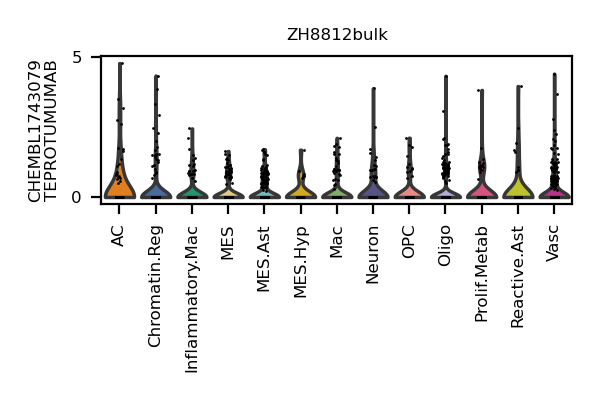 ZH8812bulk
CHEMBL1743079
TEPROTUMUMAB
5
0
AC
Chromatin.Reg
Inflammatory.Mac
MES
MES.Ast
MES.Hyp
Mac
Neuron
OPC
Oligo
Prolif.Metab
Reactive.Ast
Vasc